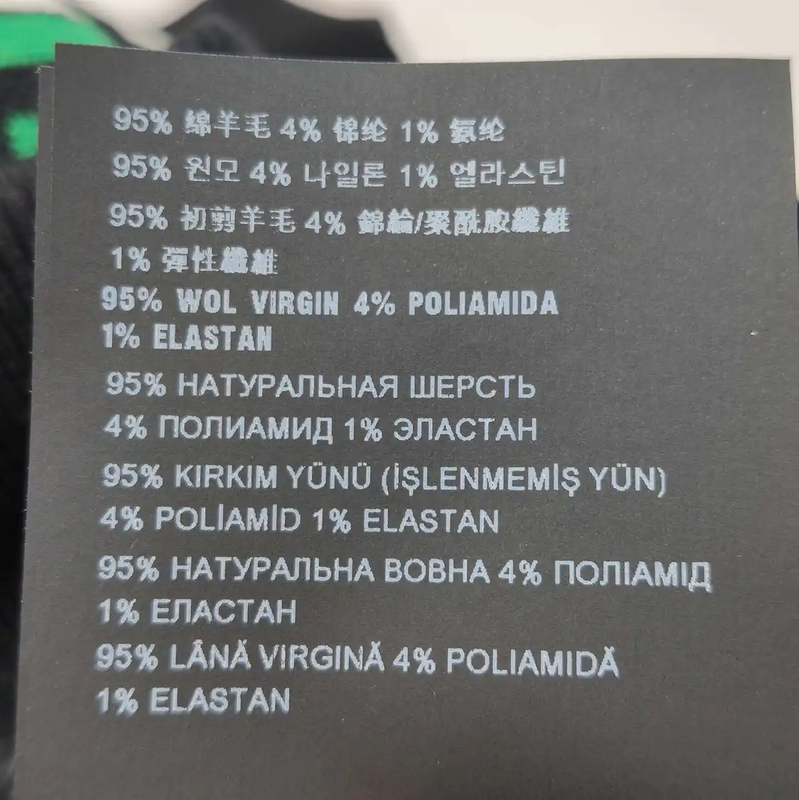 95% 绵羊毛 4% 锦纶 1% 氨纶
95% 원모 4% 나일론 1% 엘라스틴
95% 初剪羊毛 4% 錦綸/聚酰胺纖維
1% 彈性纖維
95% WOL VIRGIN 4% POLIAMIDA
1% ELASTAN
95% НАТУРАЛЬНАЯ ШЕРСТЬ
4% ПОЛИАМИД 1% ЭЛАСТАН
95% KIRKIM YÜNÜ (İŞLENMEMİŞ YÜN)
4% POLİAMİD 1% ELASTAN
95% НАТУРАЛЬНА ВОВНА 4% ПОЛІАМІД
1% ЕЛАСТАН
95% LÂNĂ VIRGINĂ 4% POLIAMIDĂ
1% ELASTAN